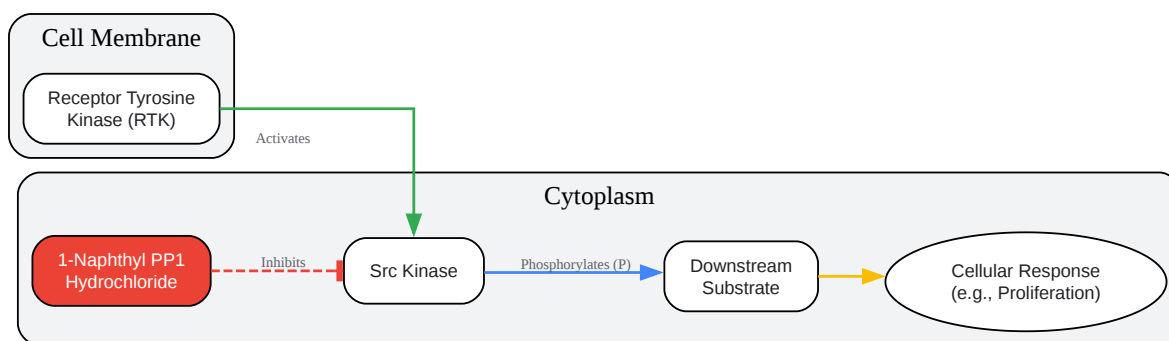 Cell Membrane
Receptor Tyrosine
Kinase (RTK)
Activates
Cytoplasm
1-Naphthyl PP1
Hydrochloride
Inhibits
Src Kinase
Phosphorylates (P)
Downstream
Substrate
Cellular Response
(e.g., Proliferation)